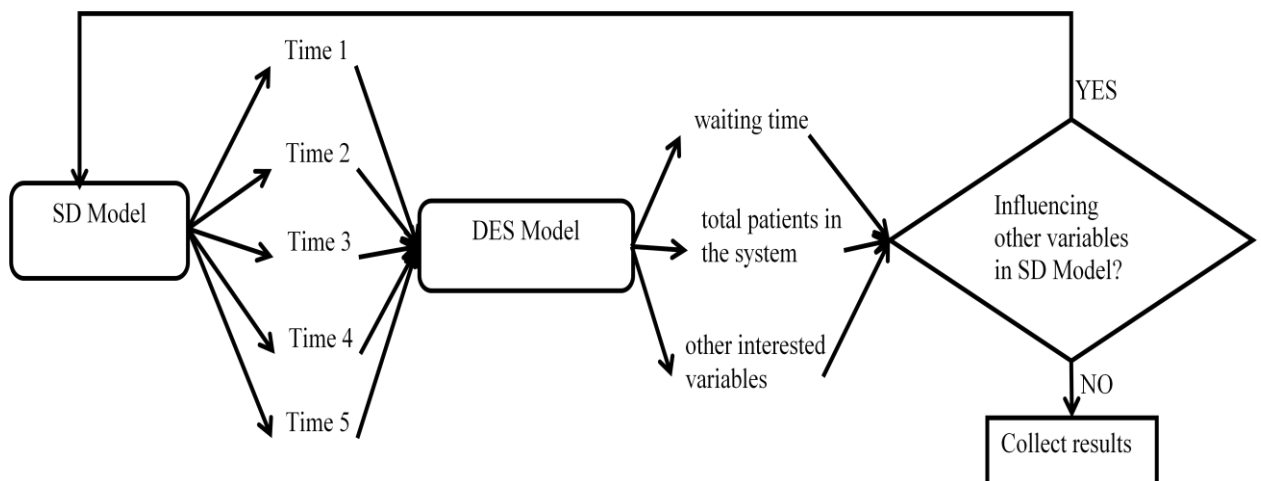 Time 1
YES
waiting time
Time 2
SD Model
total patients in
the system
DES Model
Influencing
other variables
in SD Model?
Time 3
Time 4
other interested
variables
NO
Time 5
Collect results